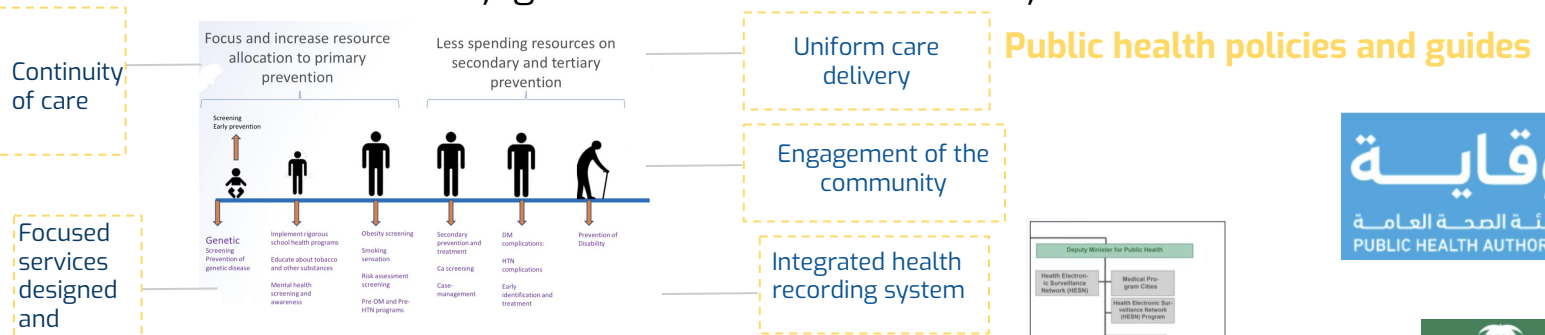 Continuity
of care
Focused
services
designed
and
Focus and increase resource
allocation to primary
prevention
Less spending resources on
secondary and tertiary
prevention
Screening
Early prevention
Genetic
Screening
Prevention of
genetic disease
Implement rigorous
school health programs
Educate about tobacco
and other substances
Mental health
screening and
awareness
Obesity screening
Smoking
sensation
Risk assessment
screening
Pre-DM and Pre-
HTN programs
Secondary
prevention and
treatment
Ca screening
Case-
management
DM
complications:
HTN
complications
Early
identification and
treatment
Prevention of
Disability
Uniform care
delivery
Engagement of the
community
Integrated health
recording system
Public health policies and guides
Deputy Minister for Public Health
Health Electron-
ic Surveillance
Network (HESN)
Medical Pro-
gram Cities
Health Electronic Sur-
veillance Network
(HESN) Program
الصحة العامة
PUBLIC HEALTH